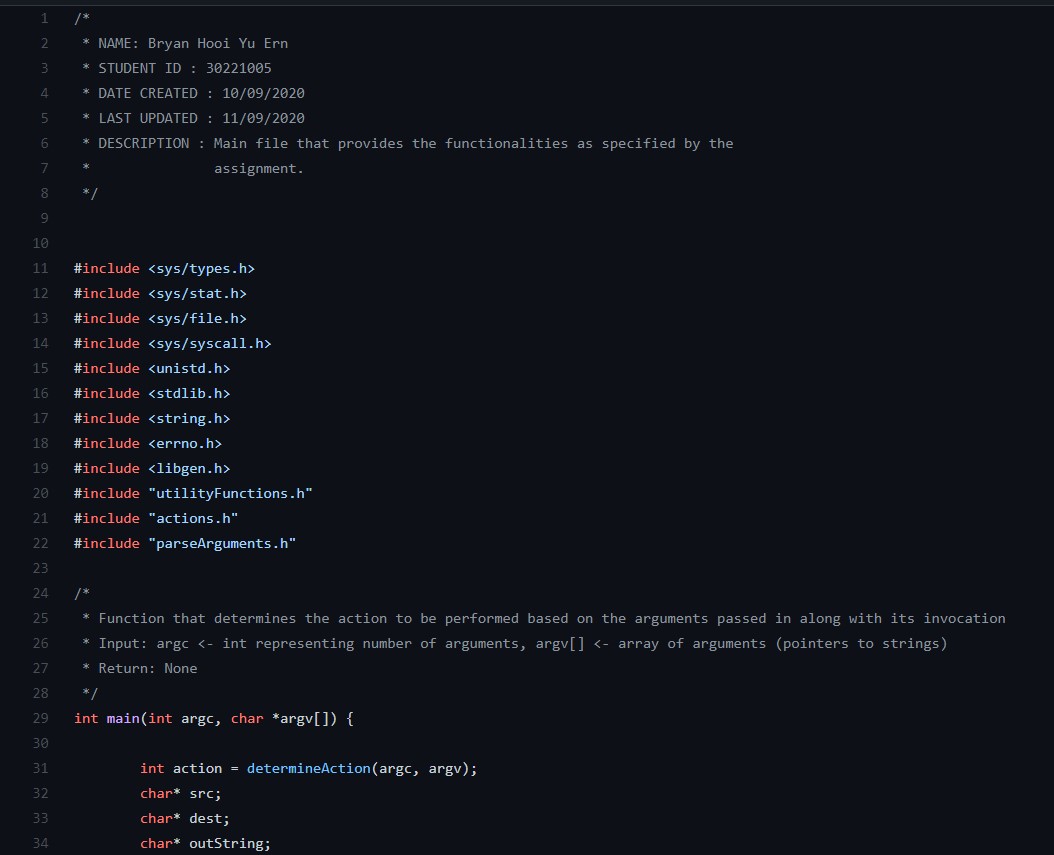 1 /*
2  * NAME: Bryan Hooi Yu Ern
3  * STUDENT ID : 30221005
4  * DATE CREATED : 10/09/2020
5  * LAST UPDATED : 11/09/2020
6  * DESCRIPTION : Main file that provides the functionalities as specified by the
7  *               assignment.
8  */
9
10
11 #include <sys/types.h>
12 #include <sys/stat.h>
13 #include <sys/file.h>
14 #include <sys/syscall.h>
15 #include <unistd.h>
16 #include <stdlib.h>
17 #include <string.h>
18 #include <errno.h>
19 #include <libgen.h>
20 #include "utilityFunctions.h"
21 #include "actions.h"
22 #include "parseArguments.h"
23
24 /*
25  * Function that determines the action to be performed based on the arguments passed in along with its invocation
26  * Input: argc <- int representing number of arguments, argv[] <- array of arguments (pointers to strings)
27  * Return: None
28  */
29 int main(int argc, char *argv[]) {
30
31         int action = determineAction(argc, argv);
32         char* src;
33         char* dest;
34         char* outString;